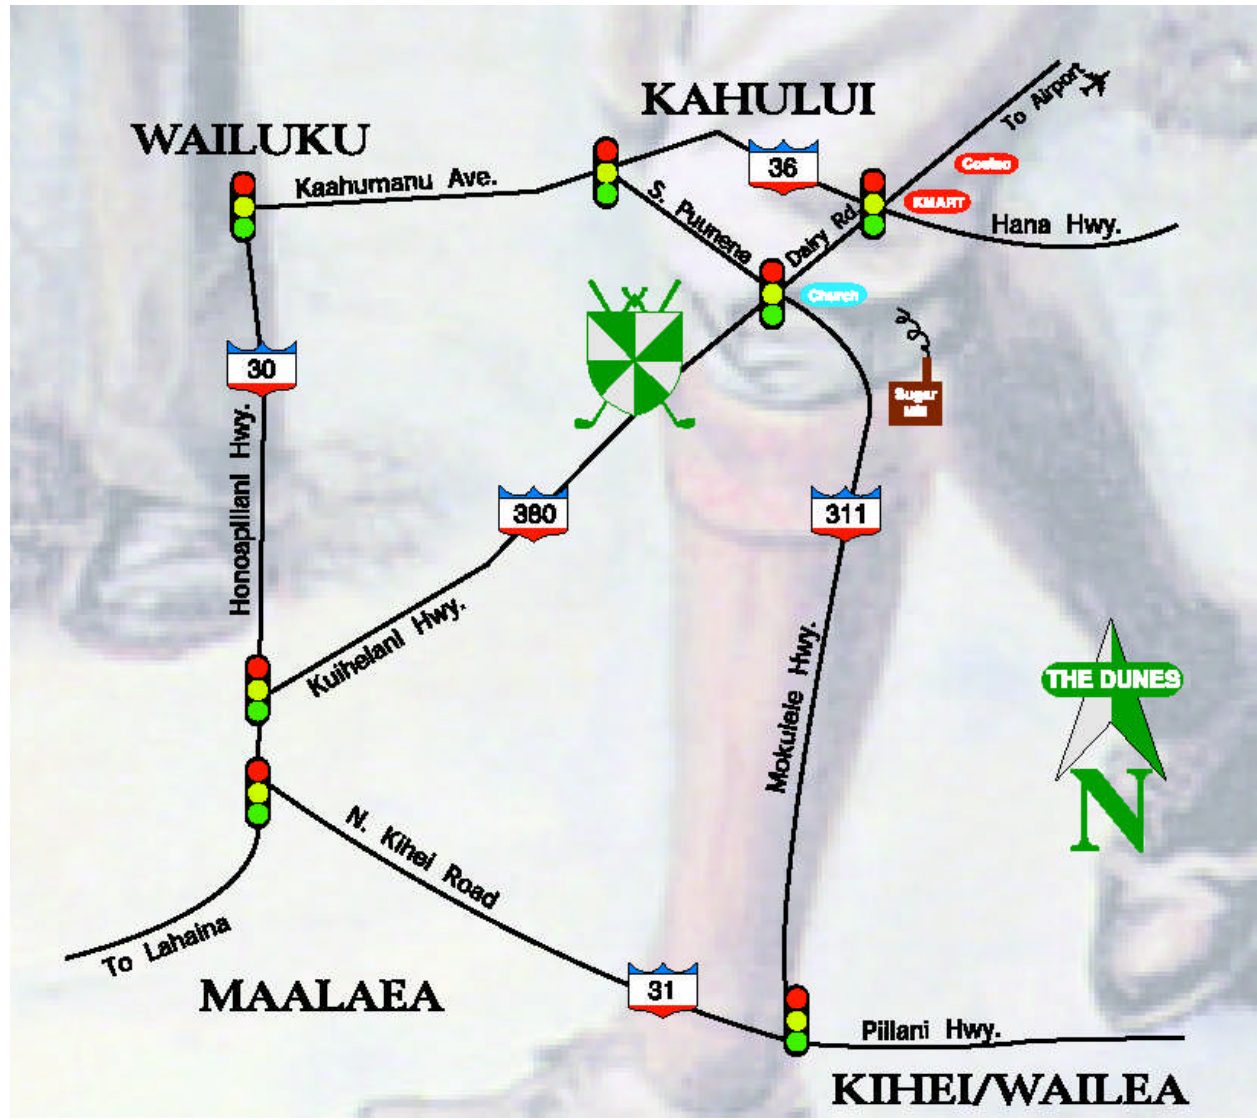 KAHULUI
To Airport
WAILUKU
36
Costco
Kaahumanu Ave.
S. Puunene
KMART
Dairy Rd.
Hana Hwy.
Church
30
Sugar
Honoapiilani Hwy.
380
311
Kuihelani Hwy.
Mokulele Hwy.
THE DUNES
N
N. Kihei Road
To Lahaina
MAALAEA
31
Piilani Hwy.
KIHEI/WAILEA